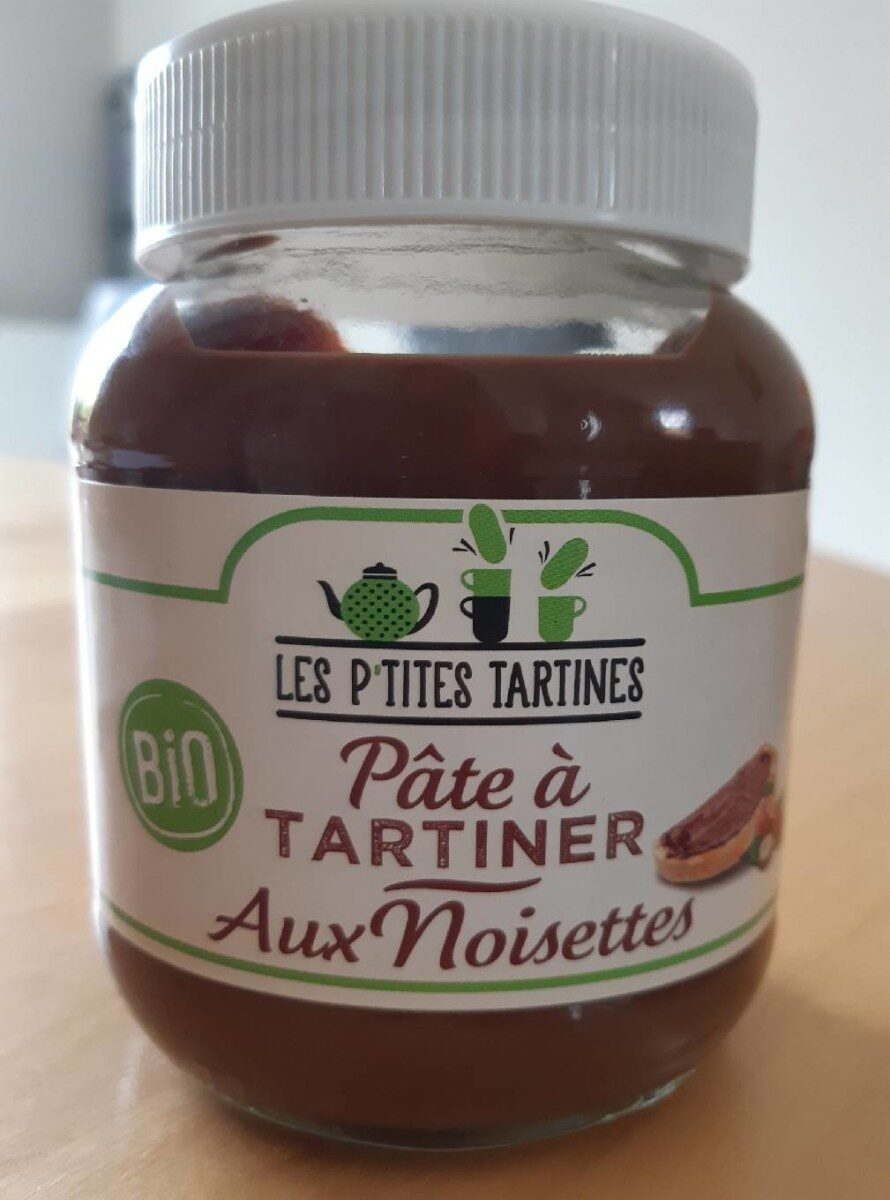 LES P'TITES TARTINES
BiO
Pâte à
TARTINER
Aux Noisettes